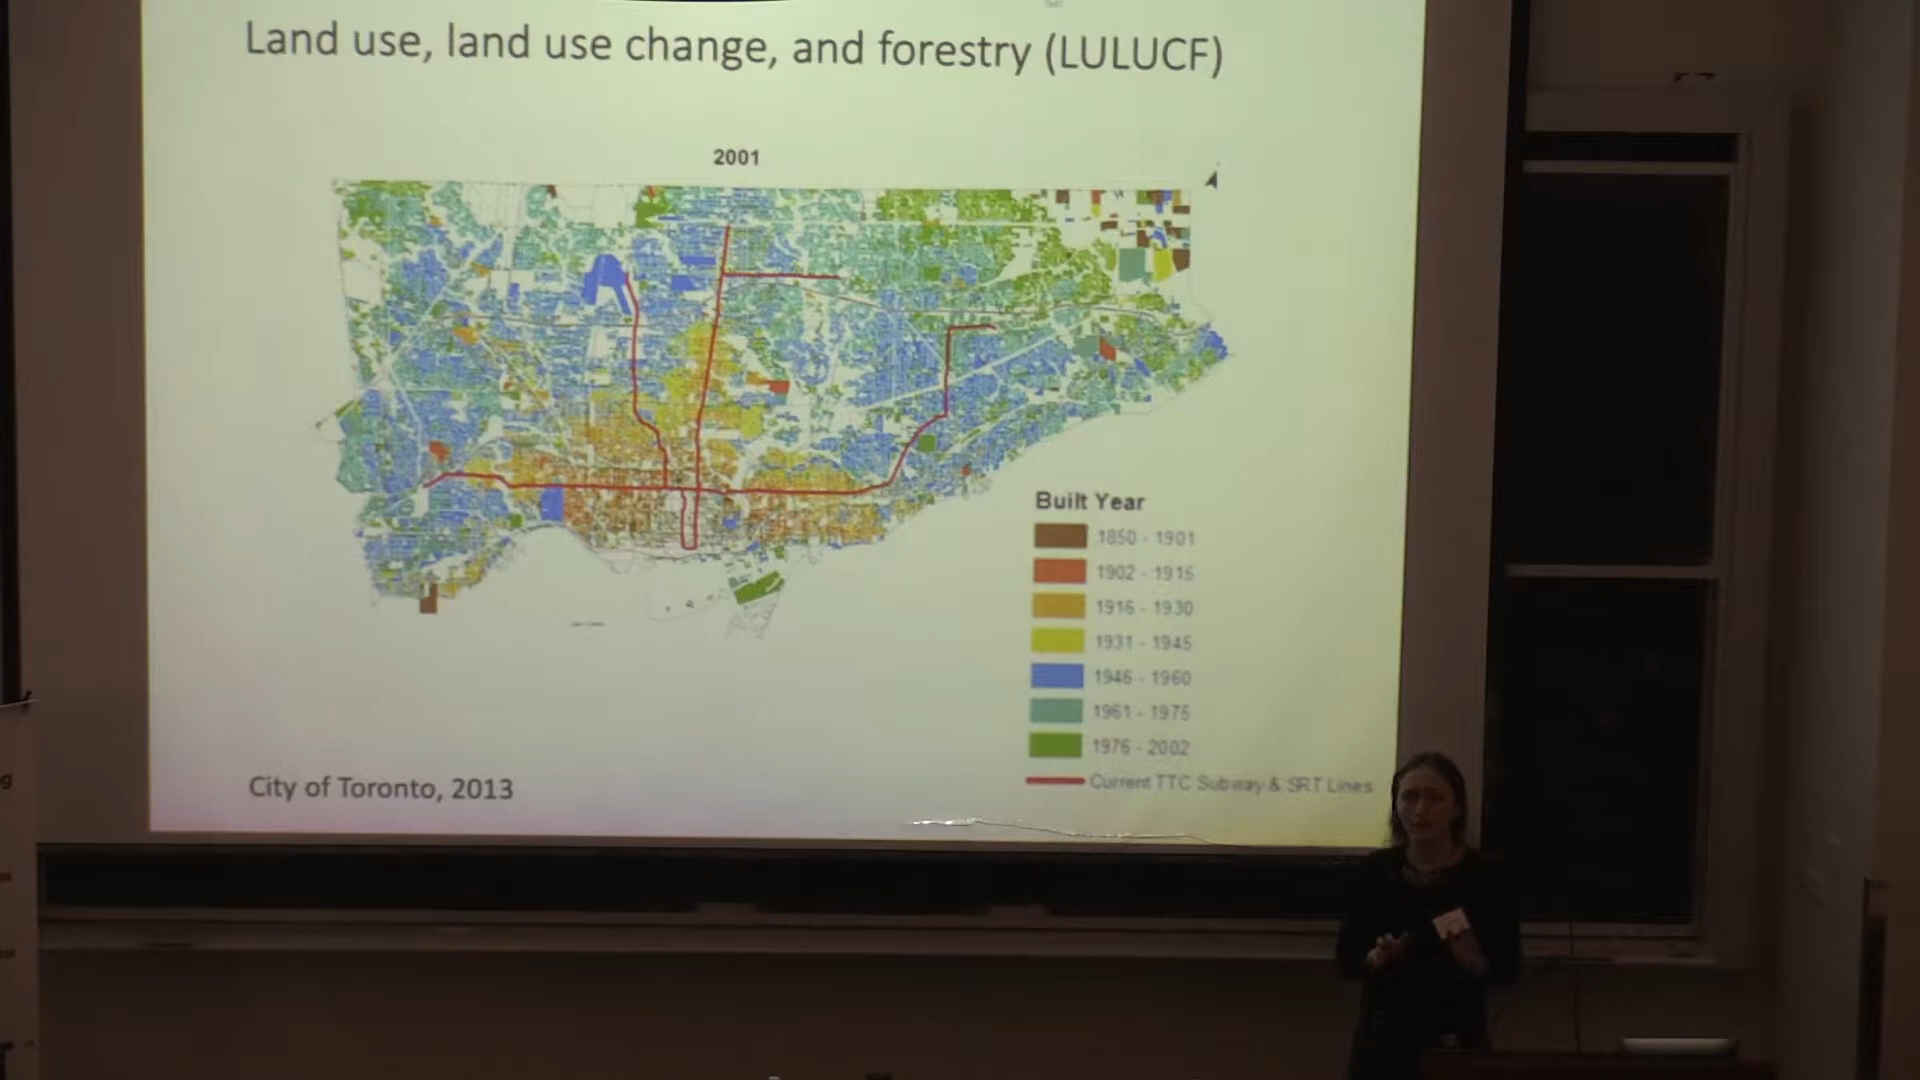 Land use, land use change, and forestry (LULUCF)
2001
Built Year
1850 - 1901
1902 - 1915
1916 - 1930
1931 - 1945
1946 - 1960
1961 - 1975
1976 - 2002
Current TTC Subway & SRT Lines
City of Toronto, 2013
g